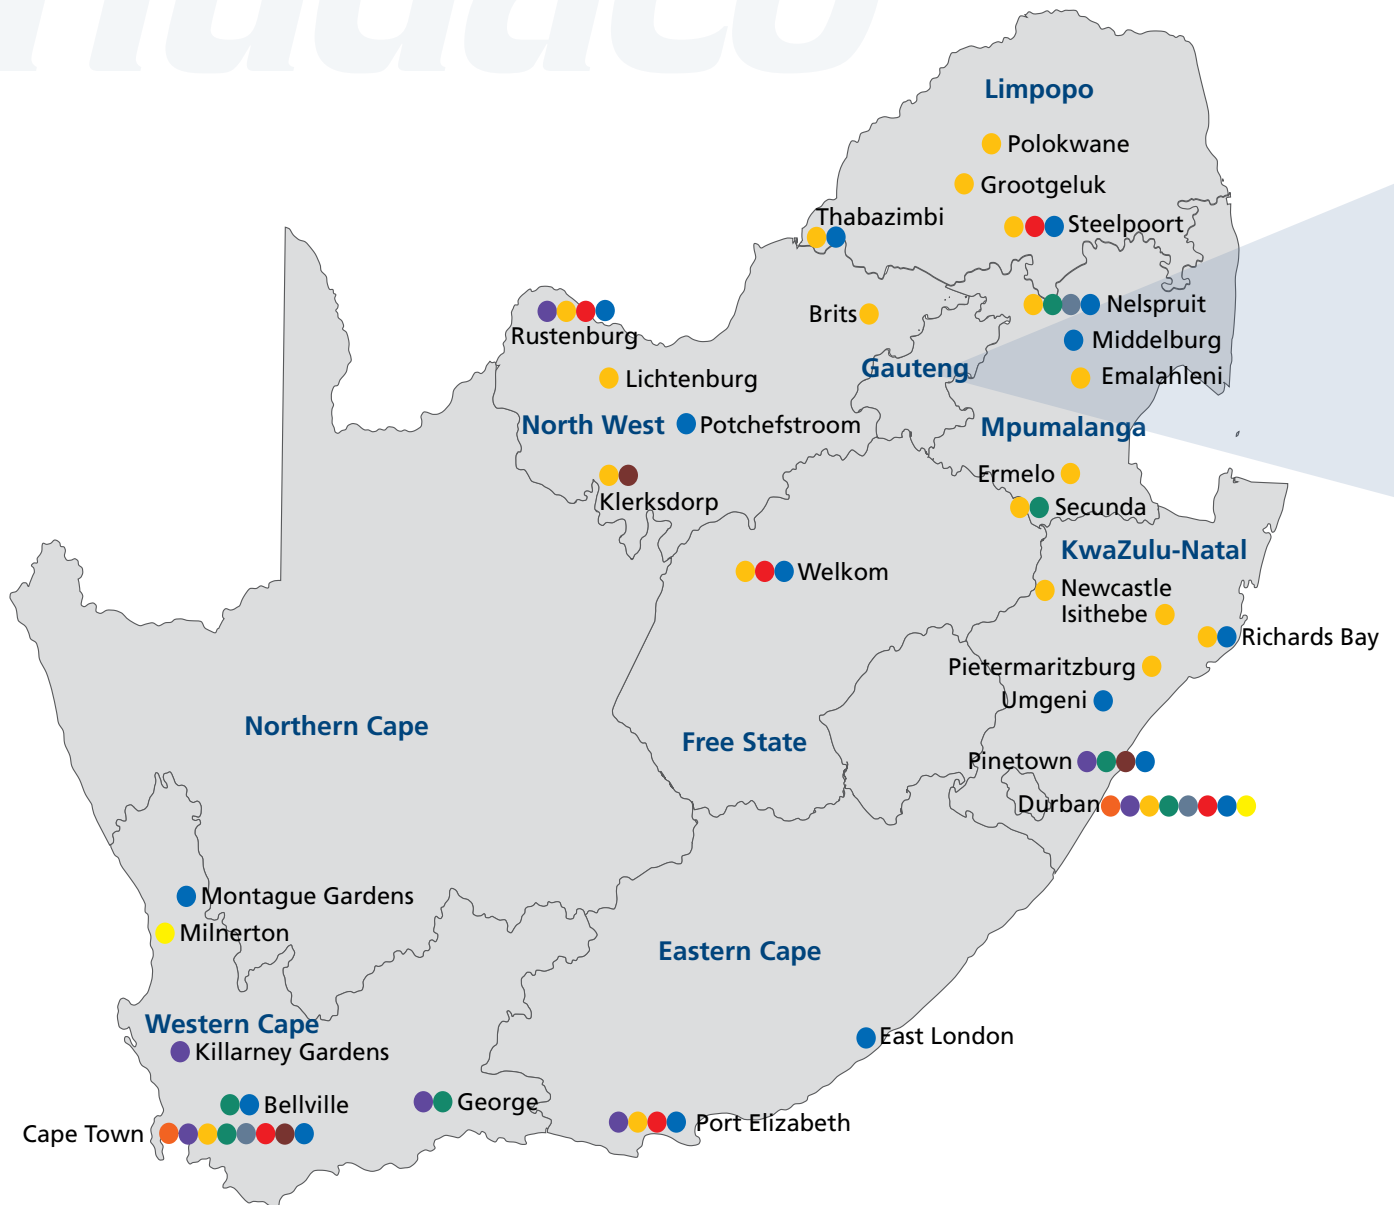 Limpopo
Polokwane
Grootgeluk
Thabazimbi
Steelpoort
Nelspruit
Brits
Rustenburg
Middelburg
Gauteng
Emalahleni
Lichtenburg
North West
Potchefstroom
Mpumalanga
Ermelo
Klerksdorp
Secunda
KwaZulu-Natal
Welkom
Newcastle
Isithebe
Richards Bay
Pietermaritzburg
Umgeni
Northern Cape
Free State
Pinetown
Durban
Montague Gardens
Milnerton
Eastern Cape
Western Cape
East London
Killarney Gardens
Bellville
George
Port Elizabeth
Cape Town